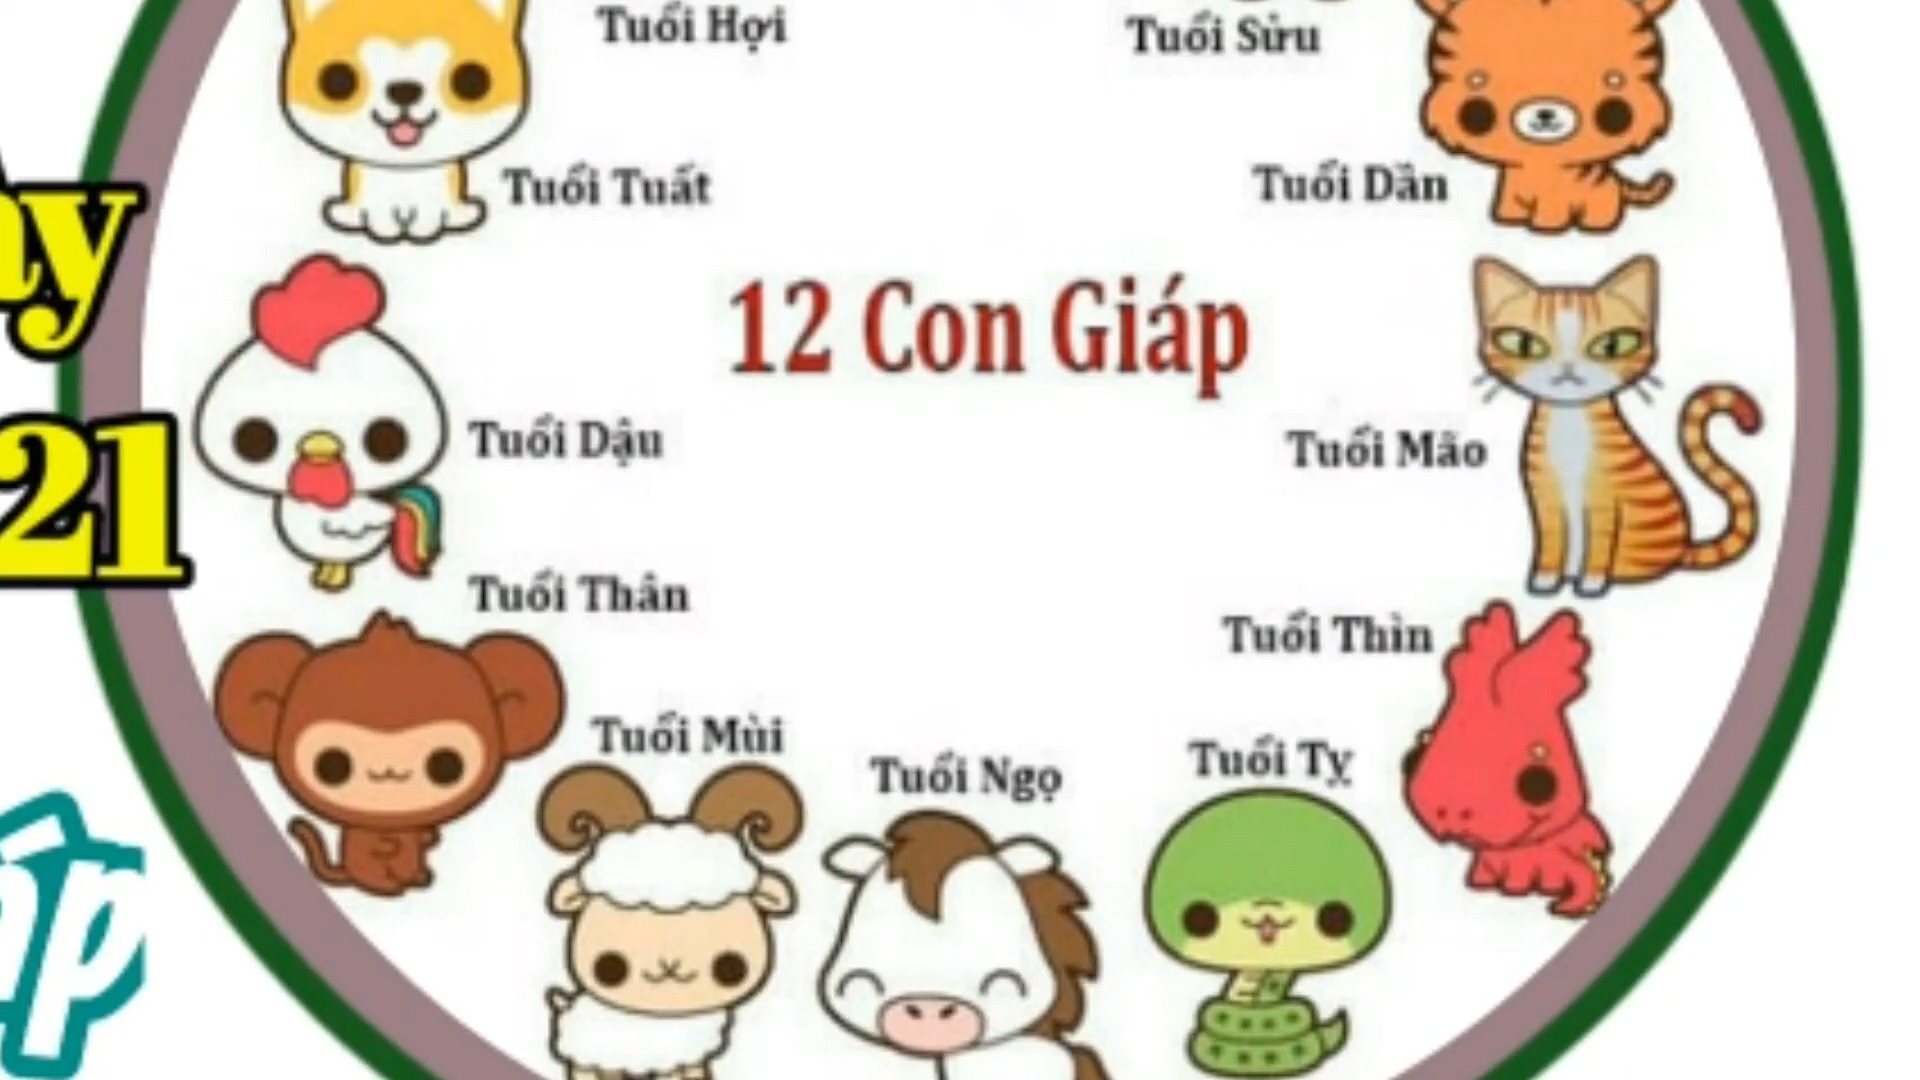 Tuổi Hợi
Tuổi Sửu
Tuổi Tuất
Tuổi Dần
12 Con Giáp
Tuổi Dậu
Tuổi Mão
21
Tuổi Thân
Tuổi Thìn
Tuổi Mùi
Tuổi Ngọ
Tuổi Tỵ